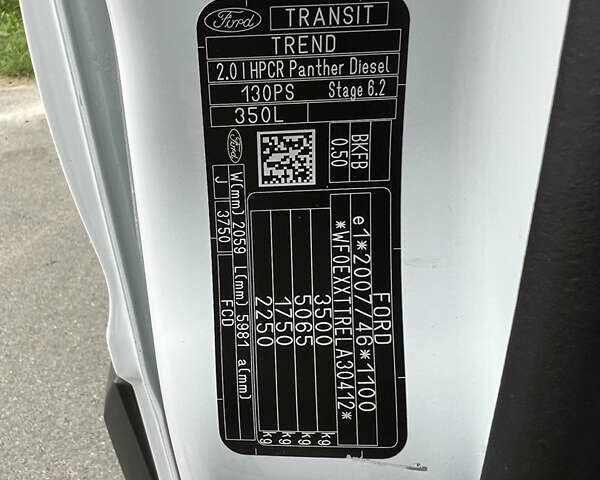 Ford TRANSIT
TREND
2.0 l HPCR Panther Diesel
130PS Stage 6.2
350L
Ford
BKFB
0.50
FORD
e1*2007/46*1100
*WF0EXXTTRELA30412*
3500 kg
5065 kg
1750 kg
2250 kg
W(mm) 2059 L(mm) 5981 a(mm)
J 3750 FCD